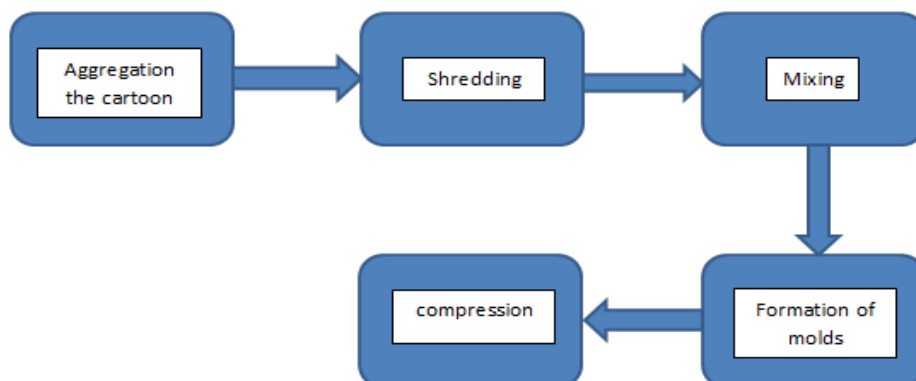 Aggregation
the cartoon
Shredding
Mixing
Formation of
molds
compression